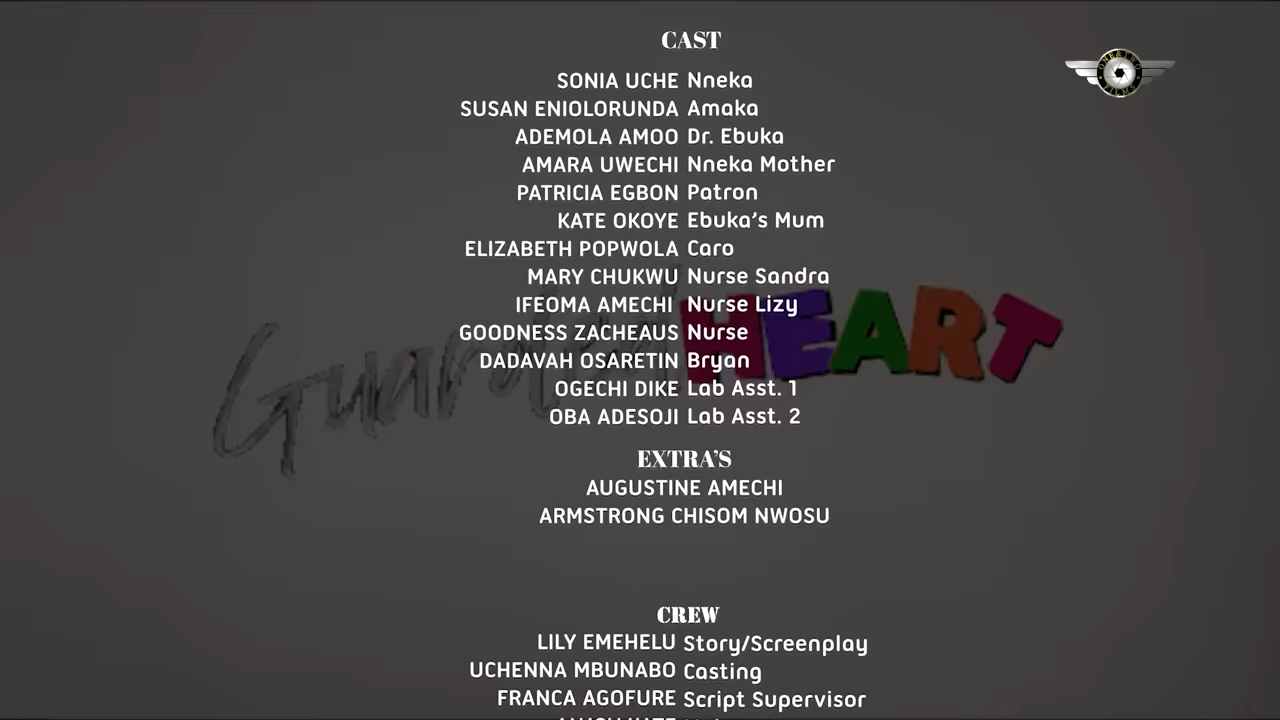 CAST
SONIA UCHE Nneka
SUSAN ENIOLORUNDA Amaka
ADEMOLA AMOO Dr. Ebuka
AMARA UWECHI Nneka Mother
PATRICIA EGBON Patron
KATE OKOYE Ebuka's Mum
ELIZABETH POPWOLA Caro
MARY CHUKWU Nurse Sandra
IFEOMA AMECHI Nurse Lizy
GOODNESS ZACHEAUS Nurse
DADAVAH OSARETIN Bryan
OGECHI DIKE Lab Asst. 1
OBA ADESOJI Lab Asst. 2
HEART
EXTRA'S
AUGUSTINE AMECHI
ARMSTRONG CHISOM NWOSU
CREW
LILY EMEHELU Story/Screenplay
UCHENNA MBUNABO Casting
FRANCA AGOFURE Script Supervisor